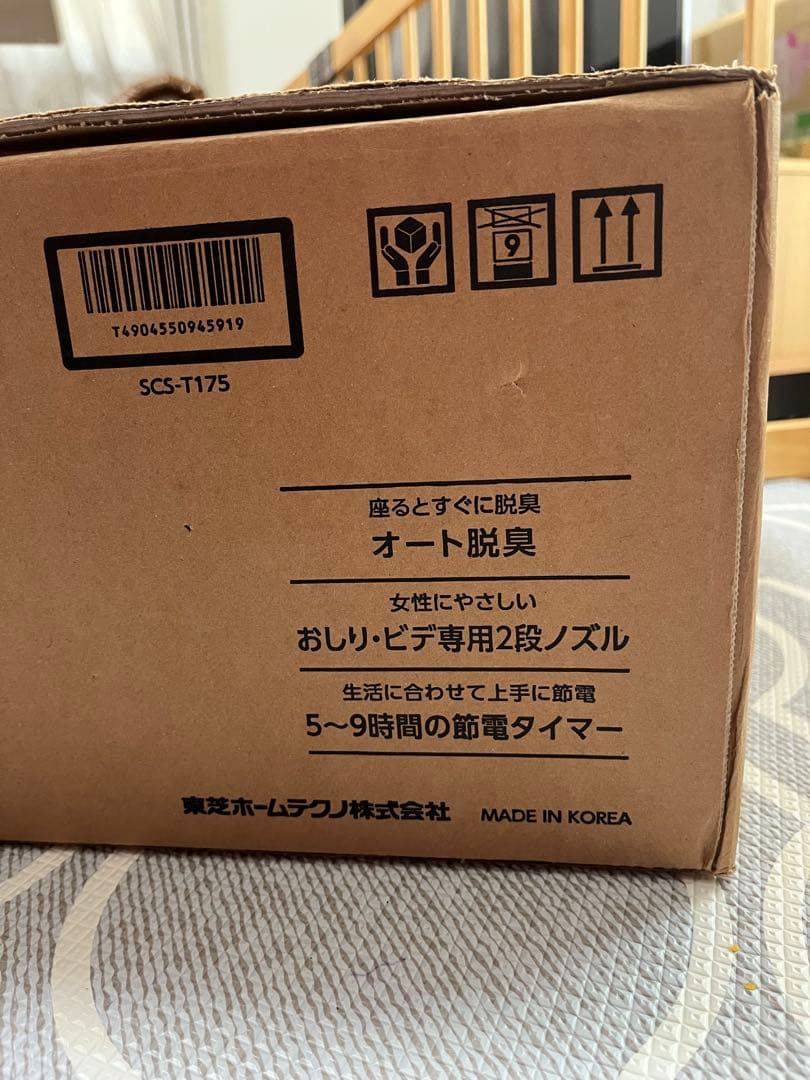 T4904550945919
SCS-T175
9
座るとすぐに脱臭
オート脱臭
女性にやさしい
おしり・ビデ専用2段ノズル
生活に合わせて上手に節電
5〜9時間の節電タイマー
東芝ホームテクノ株式会社 MADE IN KOREA